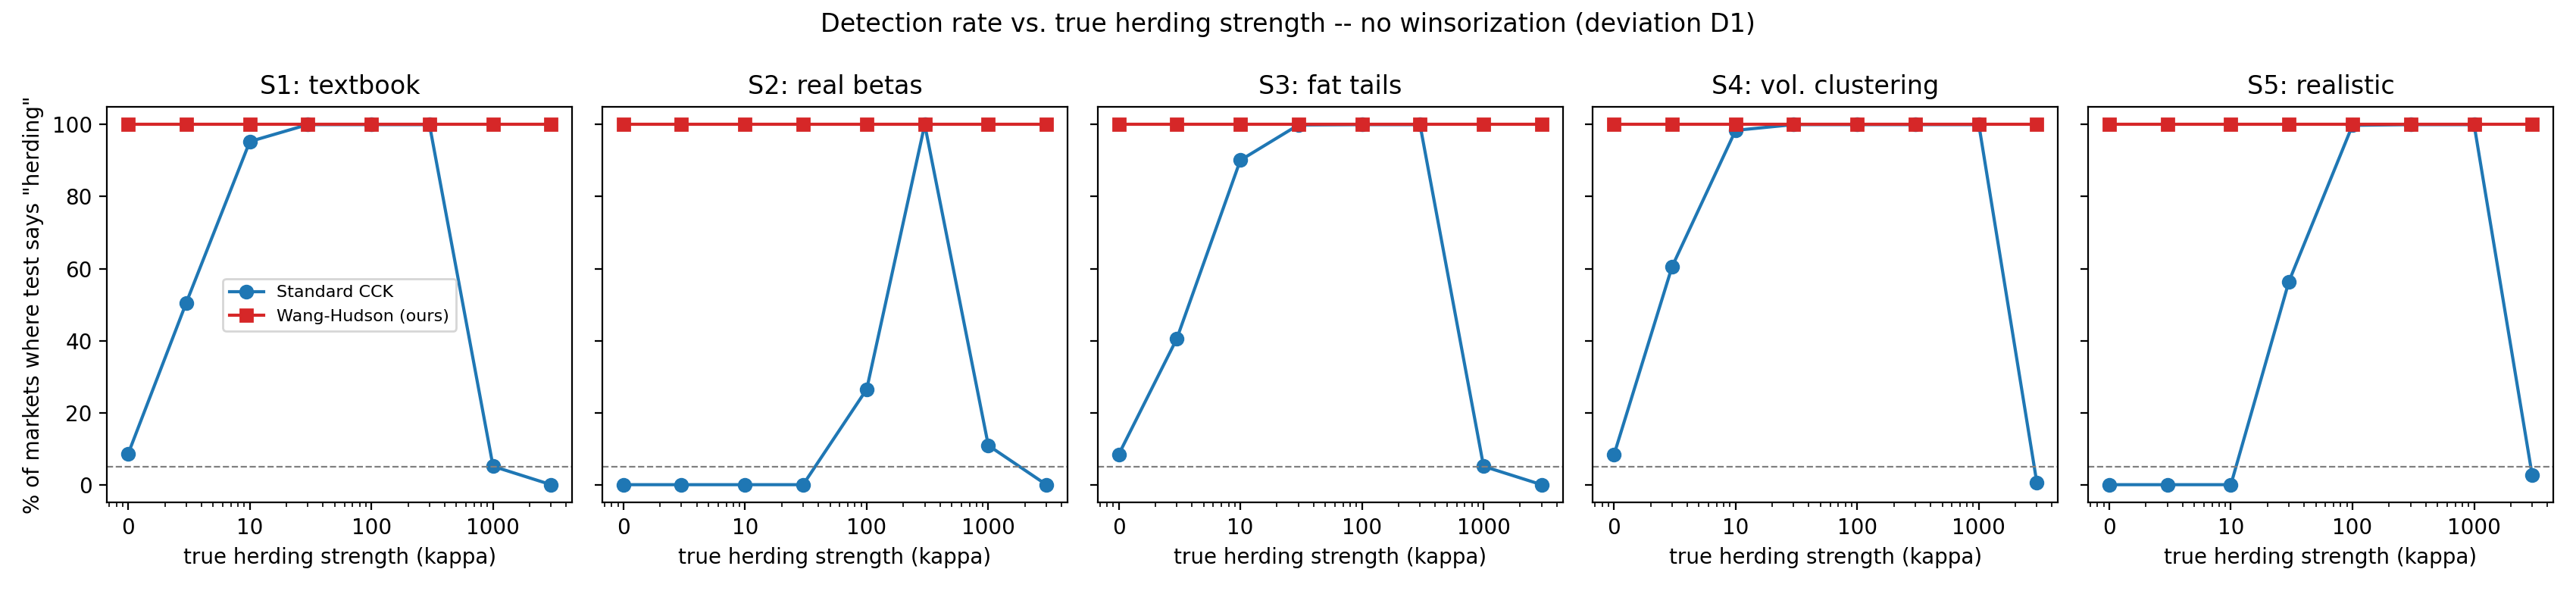 Detection rate vs. true herding strength -- no winsorization (deviation D1)
S1: textbook
S2: real betas
S3: fat tails
S4: vol. clustering
S5: realistic
% of markets where test says "herding"
100
80
60
40
20
0
Standard CCK
Wang-Hudson (ours)
0 10 100 1000
0 10 100 1000
0 10 100 1000
0 10 100 1000
0 10 100 1000
true herding strength (kappa)
true herding strength (kappa)
true herding strength (kappa)
true herding strength (kappa)
true herding strength (kappa)